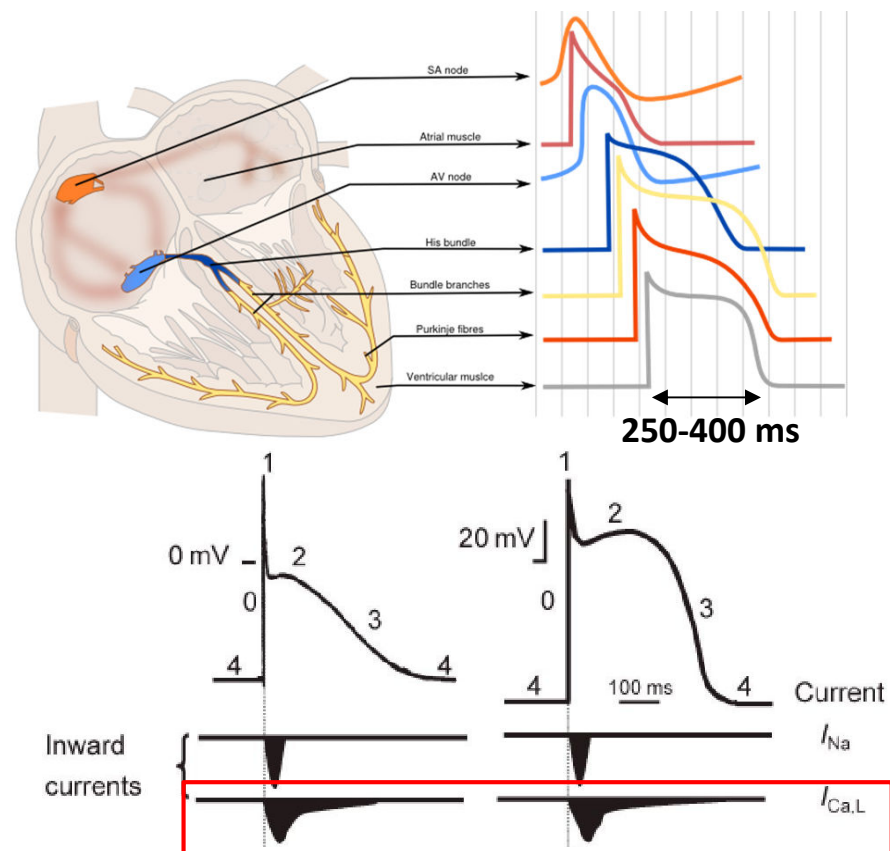 SA node
Atrial muscle
AV node
His bundle
Bundle branches
Purkinje fibres
Ventricular muslce
250-400 ms
1
1
0 mV
2
20 mV
2
0
0
3
3
4
4
4
100 ms
4
Current
Inward
currents
I Na
I Ca,L